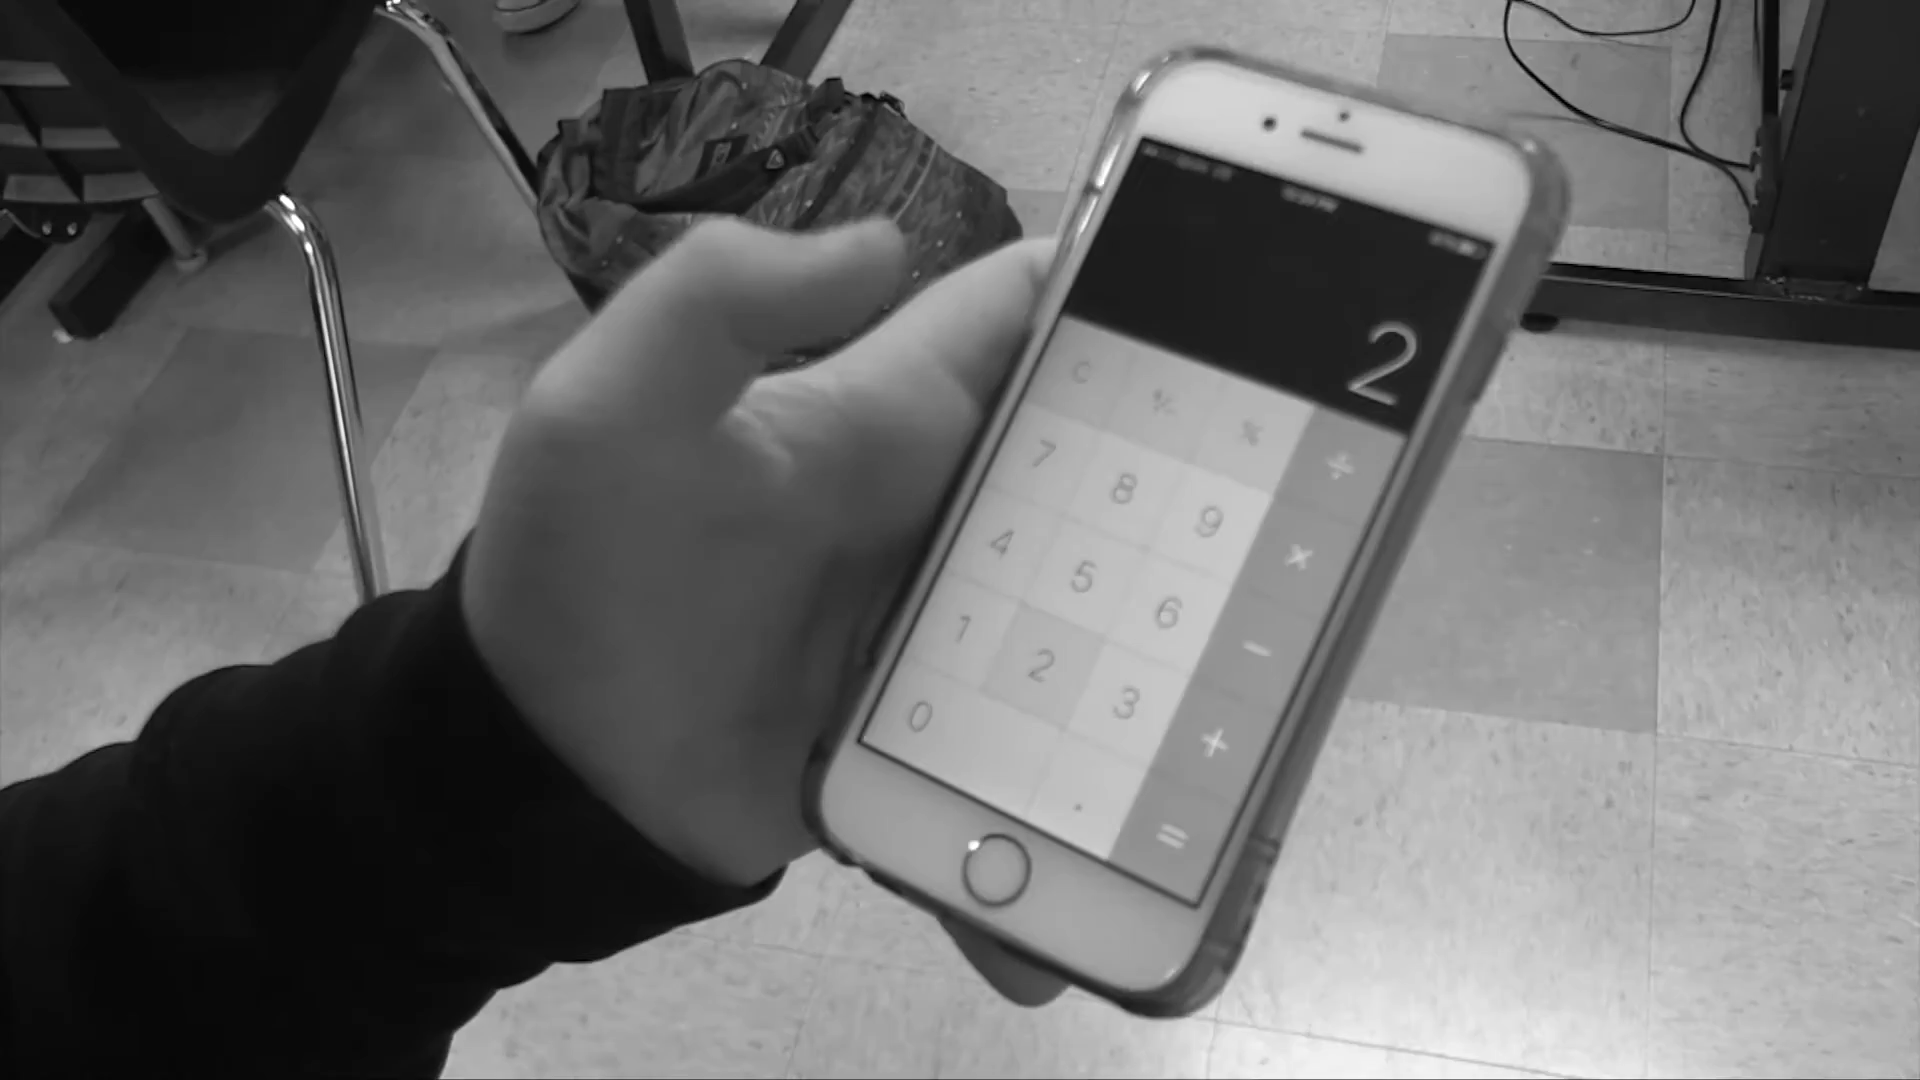 2
C +/- % ÷
7 8 9 ×
4 5 6 −
1 2 3 +
0 . =